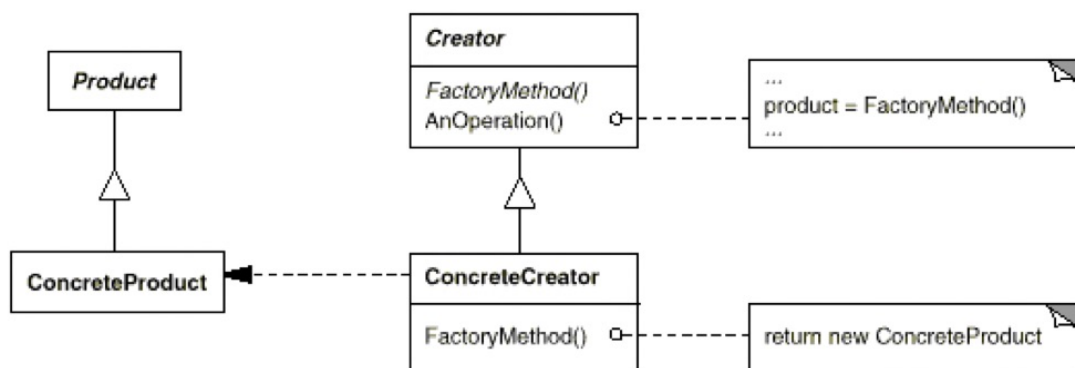 Product
ConcreteProduct
Creator
FactoryMethod()
AnOperation()
...
product = FactoryMethod()
...
ConcreteCreator
FactoryMethod()
return new ConcreteProduct